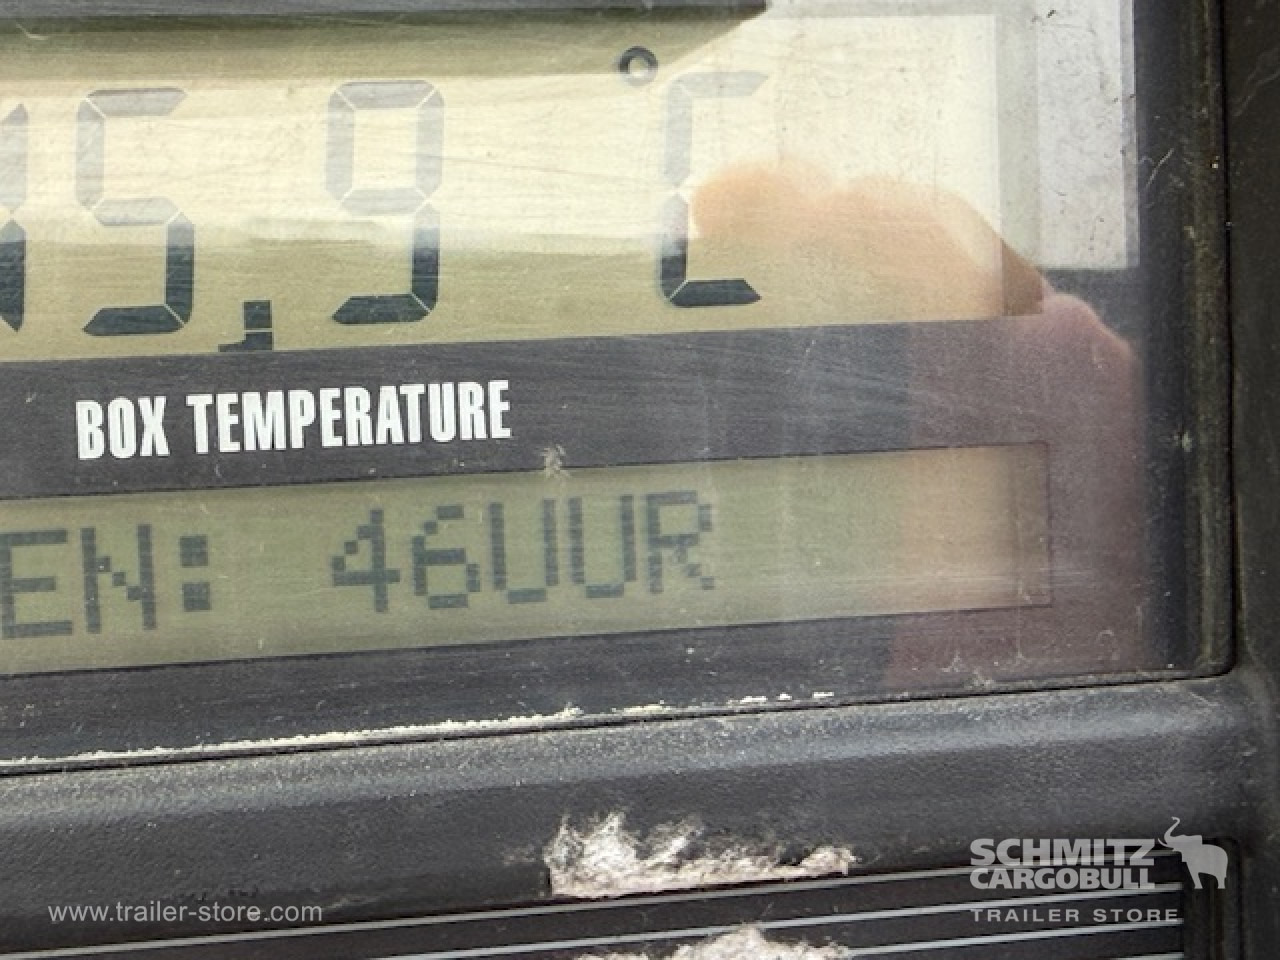 5,9 °C
BOX TEMPERATURE
EN: 46UUR
SCHMITZ
CARGOBULL
TRAILER STORE
www.trailer-store.com